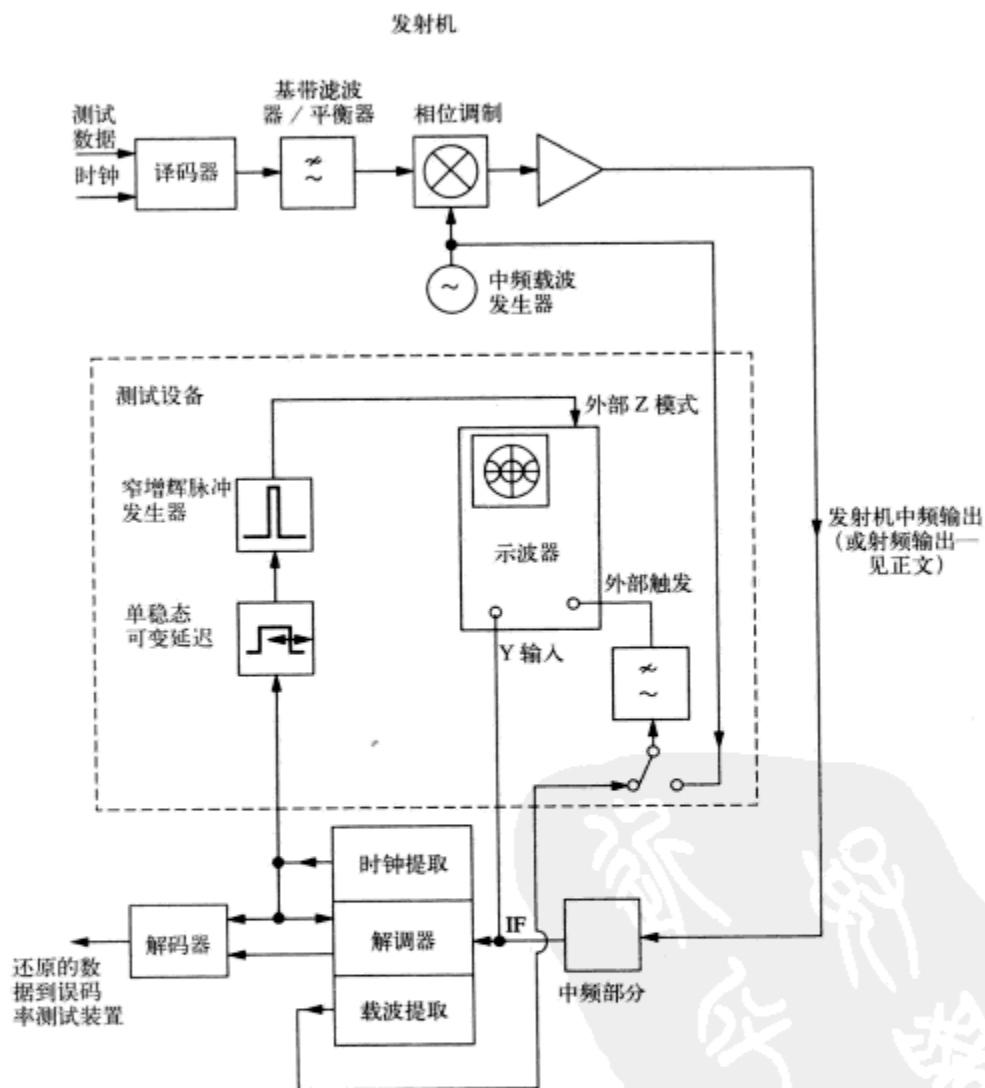 发射机
基带滤波
器/平衡器
相位调制
测试
数据
时钟
译码器
中频载波
发生器
测试设备
外部 Z 模式
窄增辉脉冲
发生器
示波器
发射机中频输出
(或射频输出—
见正文)
外部触发
单稳态
可变延迟
Y 输入
时钟提取
IF
解码器
解调器
还原的数
据到误码
率测试装置
中频部分
载波提取